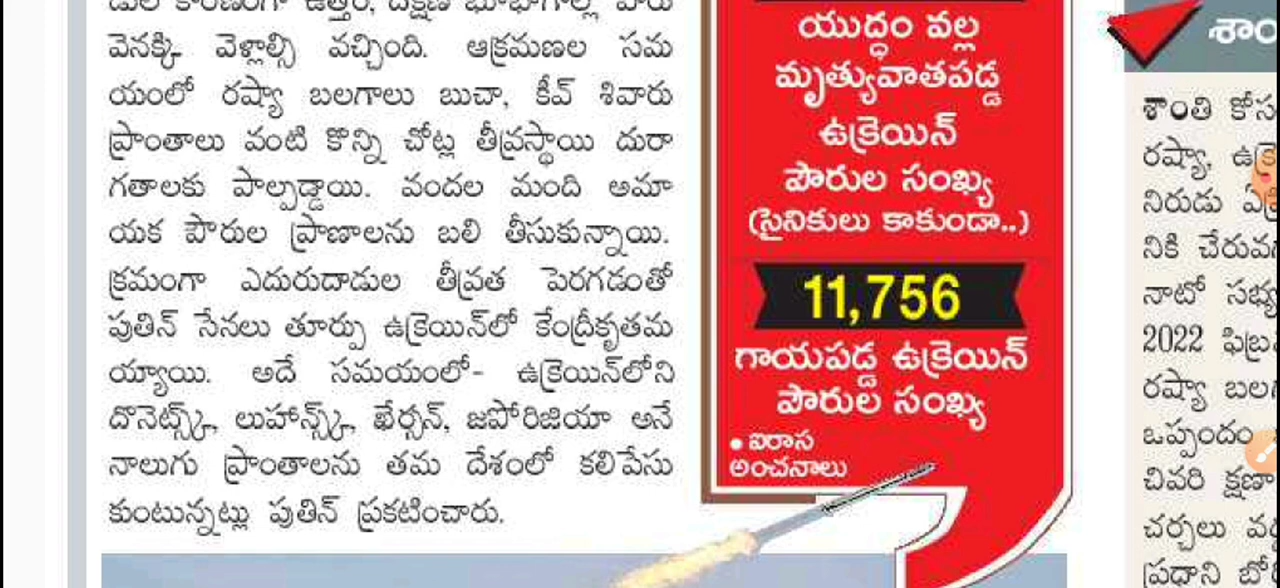 వెనక్కి వెళ్లాల్సి వచ్చింది. ఆక్రమణల సమ
యంలో రష్యా బలగాలు బుచా, కీవ్ శివారు
ప్రాంతాలు వంటి కొన్ని చోట్ల తీవ్రస్థాయి దురా
గతాలకు పాల్పడ్డాయి. వందల మంది అమా
యక పౌరుల ప్రాణాలను బలి తీసుకున్నాయి.
క్రమంగా ఎదురుదాడుల తీవ్రత పెరగడంతో
పుతిన్ సేనలు తూర్పు ఉక్రెయిన్‌లో కేంద్రీకృతమ
య్యాయి. అదే సమయంలో- ఉక్రెయిన్‌లోని
దొనెట్స్క్, లుహాన్స్క్, ఖేర్సన్, జపోరిజియా అనే
నాలుగు ప్రాంతాలను తమ దేశంలో కలిపేసు
కుంటున్నట్లు పుతిన్ ప్రకటించారు.
యుద్ధం వల్ల
మృత్యువాతపడ్డ
ఉక్రెయిన్
పౌరుల సంఖ్య
(సైనికులు కాకుండా..)
11,756
గాయపడ్డ ఉక్రెయిన్
పౌరుల సంఖ్య
• ఐరాస
అంచనాలు
శాంతి
రష్యా,
నిరుడు
నికి
నాటో
2022
రష్యా
ఒప్పందం
చివరి
చర్చలు
ప్రధాని